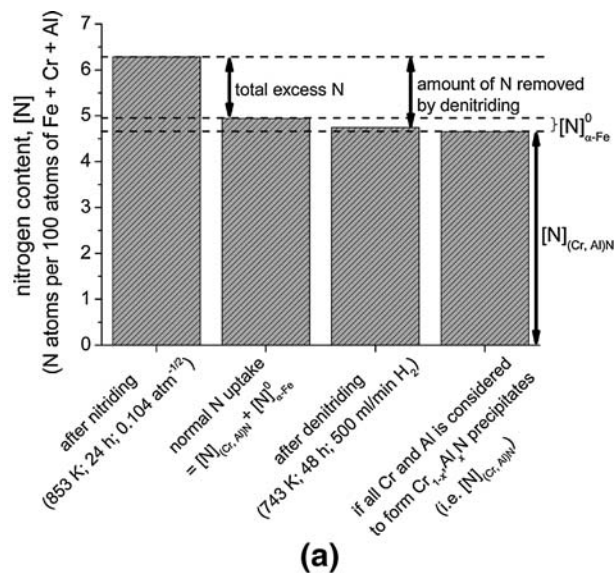 nitrogen content, [N]
(N atoms per 100 atoms of Fe + Cr + Al)
7
6
5
4
3
2
1
0
total excess N
amount of N removed
by denitriding
}[N]⁰α-Fe
[N](Cr, Al)N
after nitriding
(853 K; 24 h; 0.104 atm⁻¹/²)
normal N uptake
= [N](Cr, Al)N + [N]⁰α-Fe
after denitriding
(743 K; 48 h; 500 ml/min H₂)
if all Cr and Al is considered
to form Cr₁₋ₓ,AlₓN precipitates
(i.e. [N](Cr, Al)N)
(a)